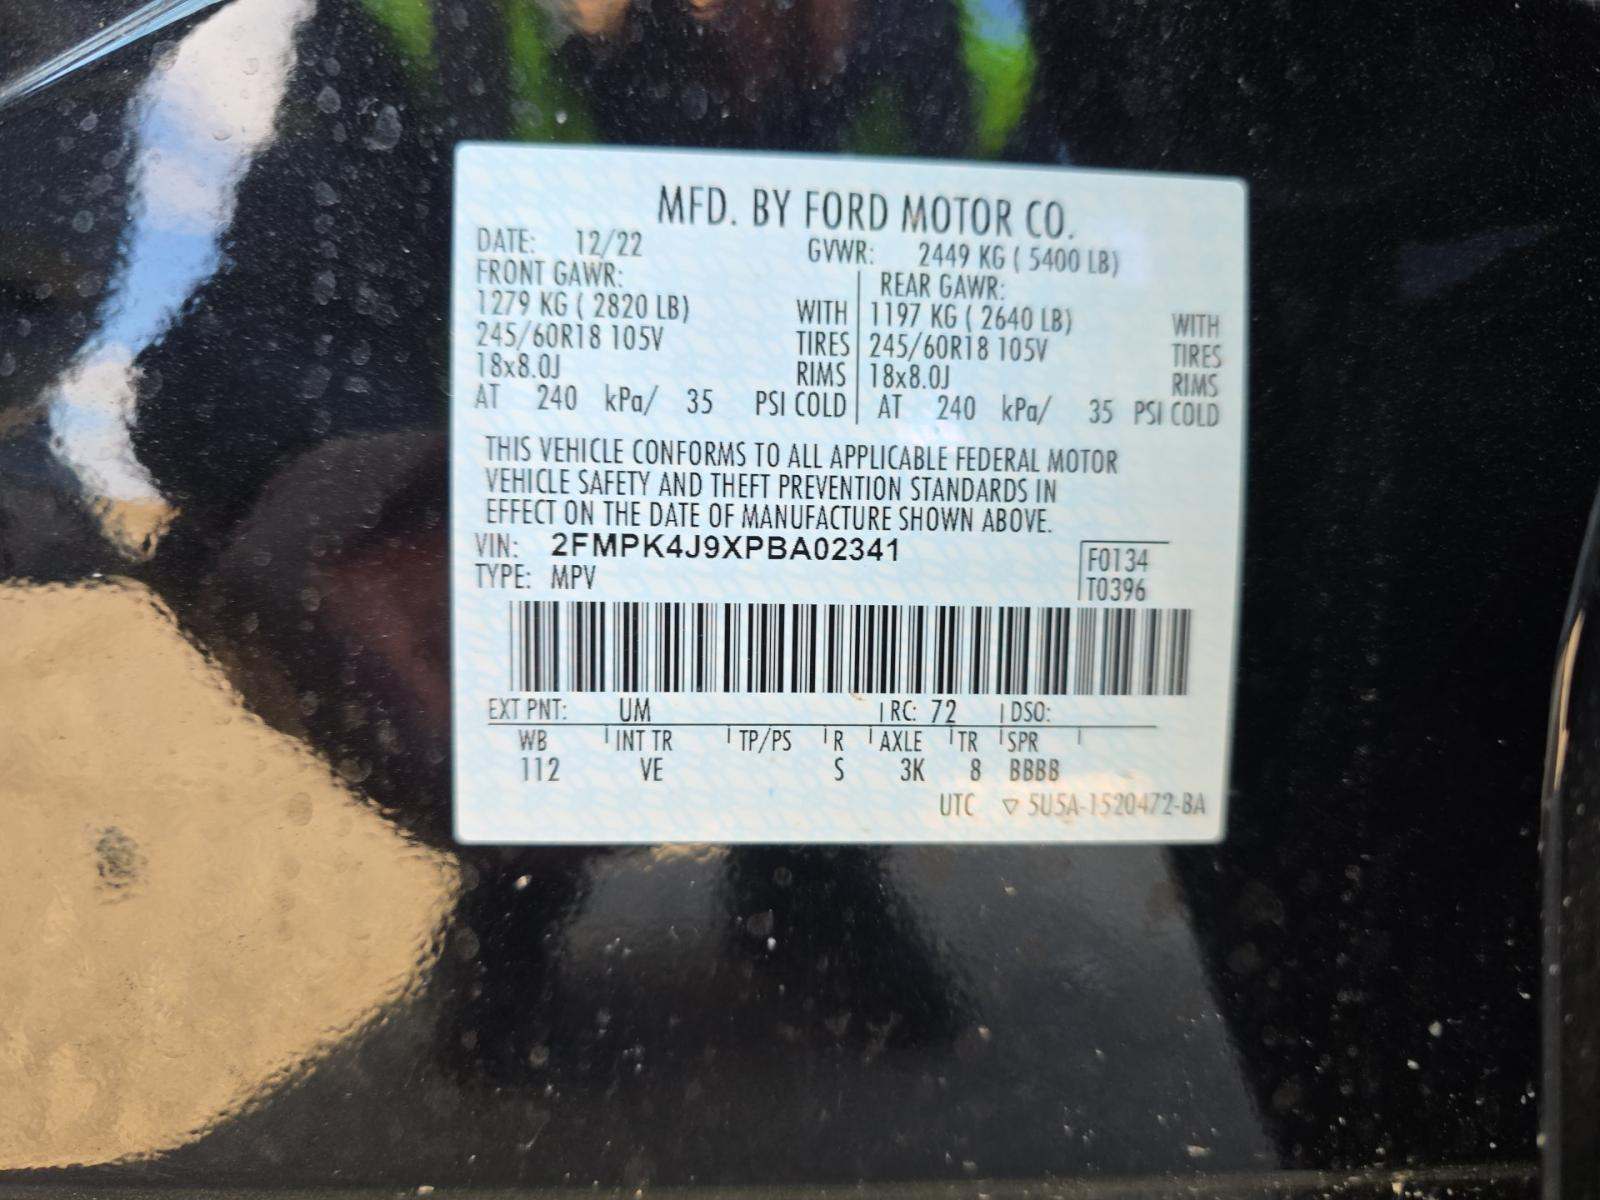 MFD. BY FORD MOTOR CO.
DATE: 12/22 GVWR: 2449 KG ( 5400 LB)
FRONT GAWR: REAR GAWR:
1279 KG ( 2820 LB) WITH 1197 KG ( 2640 LB) WITH
245/60R18 105V TIRES 245/60R18 105V TIRES
18x8.0J RIMS 18x8.0J RIMS
AT 240 kPa/ 35 PSI COLD AT 240 kPa/ 35 PSI COLD
THIS VEHICLE CONFORMS TO ALL APPLICABLE FEDERAL MOTOR
VEHICLE SAFETY AND THEFT PREVENTION STANDARDS IN
EFFECT ON THE DATE OF MANUFACTURE SHOWN ABOVE.
VIN: 2FMPK4J9XPBA02341 F0134
TYPE: MPV T0396
EXT PNT: UM RC: 72 DSO:
WB INT TR TP/PS R AXLE TR SPR
112 VE S 3K 8 BBBB
UTC ▽ 5U5A-1520472-BA